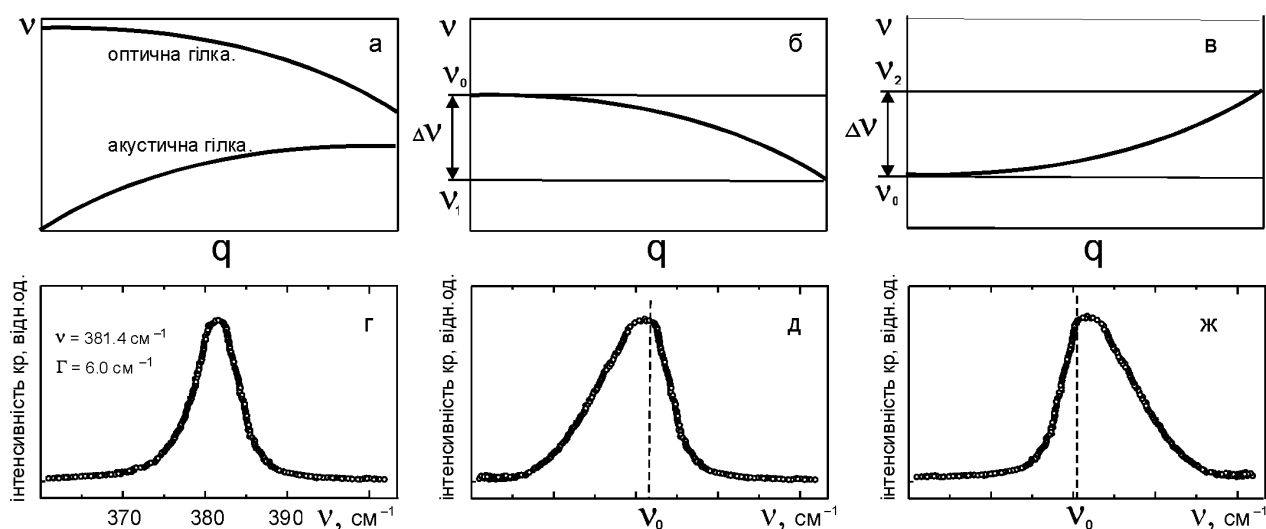 ν
оптична гілка.
акустична гілка.
а
q
ν
ν₀
Δν
ν₁
б
q
ν
ν₂
Δν
ν₀
в
q
інтенсивність кр, відн.од.
ν = 381.4 см⁻¹
Γ = 6.0 см⁻¹
г
370 380 390 ν, см⁻¹
інтенсивність кр, відн.од.
д
ν₀ ν, см⁻¹
інтенсивність кр, відн.од.
ж
ν₀ ν, см⁻¹